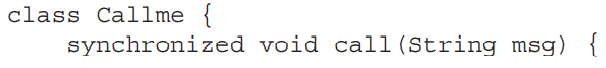 class Callme {
    synchronized void call(String msg) {